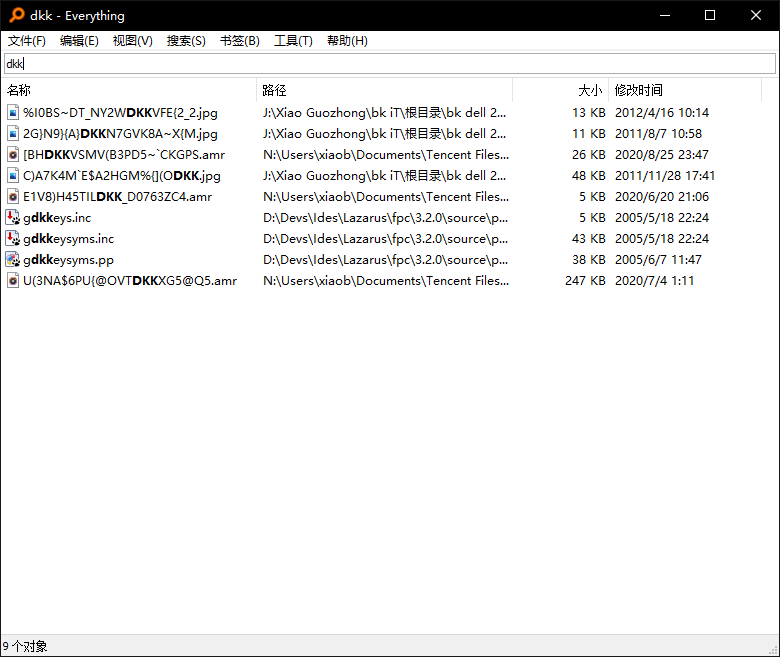 dkk - Everything
文件(F) 编辑(E) 视图(V) 搜索(S) 书签(B) 工具(T) 帮助(H)
dkk
名称 路径 大小 修改时间
%I0BS~DT_NY2WDKKVFE{2_2.jpg J:\Xiao Guozhong\bk iT\根目录\bk dell 2... 13 KB 2012/4/16 10:14
2G}N9}{A}DKKN7GVK8A~X{M.jpg J:\Xiao Guozhong\bk iT\根目录\bk dell 2... 11 KB 2011/8/7 10:58
[BHDKKVSMV(B3PD5~`CKGPS.amr N:\Users\xiaob\Documents\Tencent Files... 26 KB 2020/8/25 23:47
C)A7K4M`E$A2HGM%{](ODKK.jpg J:\Xiao Guozhong\bk iT\根目录\bk dell 2... 48 KB 2011/11/28 17:41
E1V8)H45TILDKK_D0763ZC4.amr N:\Users\xiaob\Documents\Tencent Files... 5 KB 2020/6/20 21:06
gdkkeys.inc D:\Devs\Ides\Lazarus\fpc\3.2.0\source\p... 5 KB 2005/5/18 22:24
gdkkeysyms.inc D:\Devs\Ides\Lazarus\fpc\3.2.0\source\p... 43 KB 2005/5/18 22:24
gdkkeysyms.pp D:\Devs\Ides\Lazarus\fpc\3.2.0\source\p... 38 KB 2005/6/7 11:47
U(3NA$6PU{@OVTDKKXG5@Q5.amr N:\Users\xiaob\Documents\Tencent Files... 247 KB 2020/7/4 1:11
9 个对象